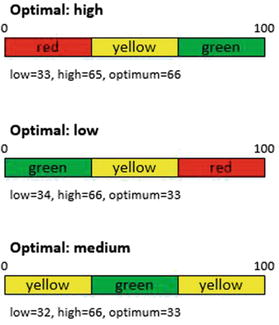 Optimal: high
0 100
red yellow green
low=33, high=65, optimum=66
Optimal: low
0 100
green yellow red
low=34, high=66, optimum=33
Optimal: medium
0 100
yellow green yellow
low=32, high=66, optimum=33